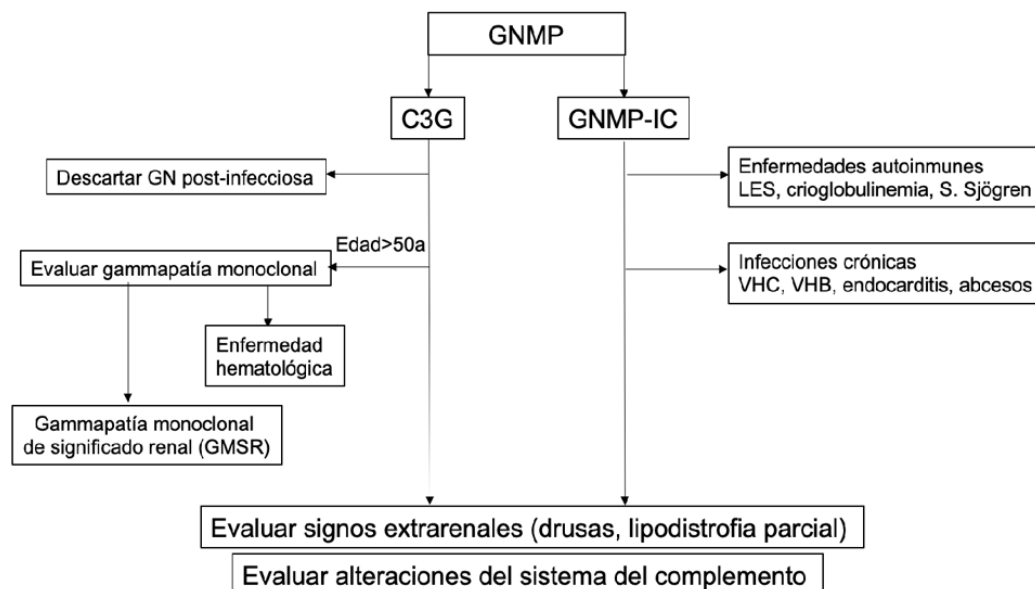 GNMP
C3G
GNMP-IC
Descartar GN post-infecciosa
Enfermedades autoinmunes
LES, crioglobulinemia, S. Sjögren
Edad>50a
Evaluar gammapatía monoclonal
Infecciones crónicas
VHC, VHB, endocarditis, abcesos
Enfermedad
hematológica
Gammapatía monoclonal
de significado renal (GMSR)
Evaluar signos extrarenales (drusas, lipodistrofia parcial)
Evaluar alteraciones del sistema del complemento